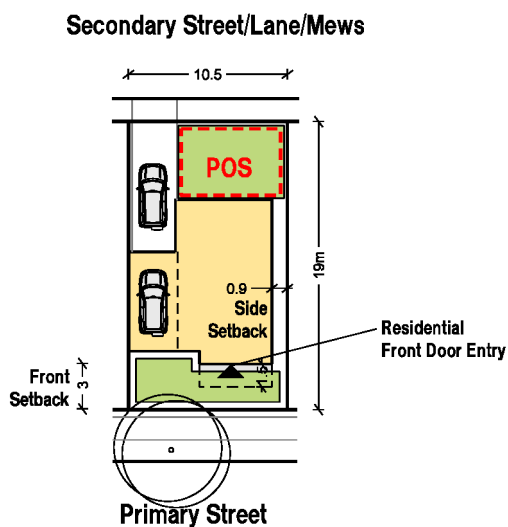 Secondary Street/Lane/Mews
10.5
POS
19m
0.9
Side
Setback
Residential
Front Door Entry
Front
Setback
3
1.5
Primary Street